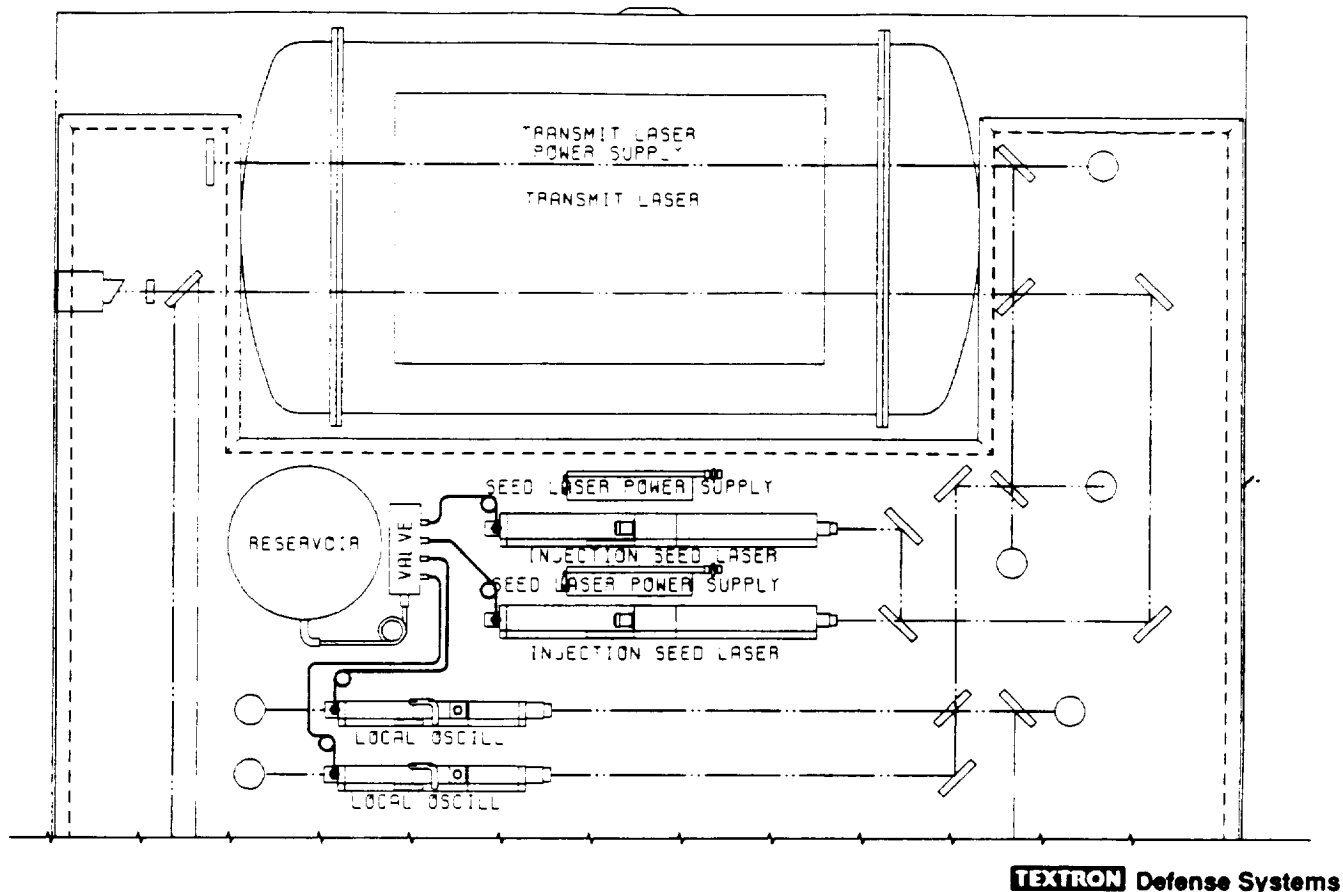 TRANSMIT LASER
POWER SUPPLY
TRANSMIT LASER
SEED LASER POWER SUPPLY
RESERVOIR
VALVE
INJECTION SEED LASER
SEED LASER POWER SUPPLY
INJECTION SEED LASER
LOCAL OSCILL
LOCAL OSCILL
TEXTRON Defense Systems